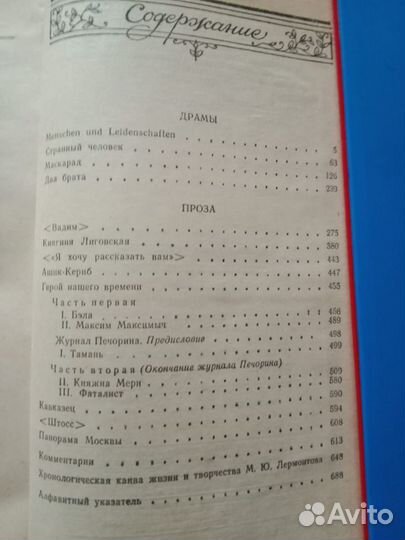 Содержание
ДРАМЫ
Menschen und Leidenschaften . . . . 5
Странный человек . . . . 63
Маскарад . . . . 126
Два брата . . . . 239
ПРОЗА
<Вадим> . . . . 275
Княгиня Лиговская . . . . 380
<«Я хочу рассказать вам»> . . . . 443
Ашик-Кериб . . . . 447
Герой нашего времени . . . . 455
Часть первая
I. Бэла . . . . 456
II. Максим Максимыч . . . . 489
Журнал Печорина. Предисловие . . . . 498
I. Тамань . . . . 499
Часть вторая (Окончание журнала Печорина)
II. Княжна Мери . . . . 509
III. Фаталист . . . . 580
Кавказец . . . . 590
<Штосс> . . . . 594
Панорама Москвы . . . . 608
Комментарии . . . . 613
Хронологическая канва жизни и творчества М. Ю. Лермонтова 648
Алфавитный указатель . . . . 688
Avito